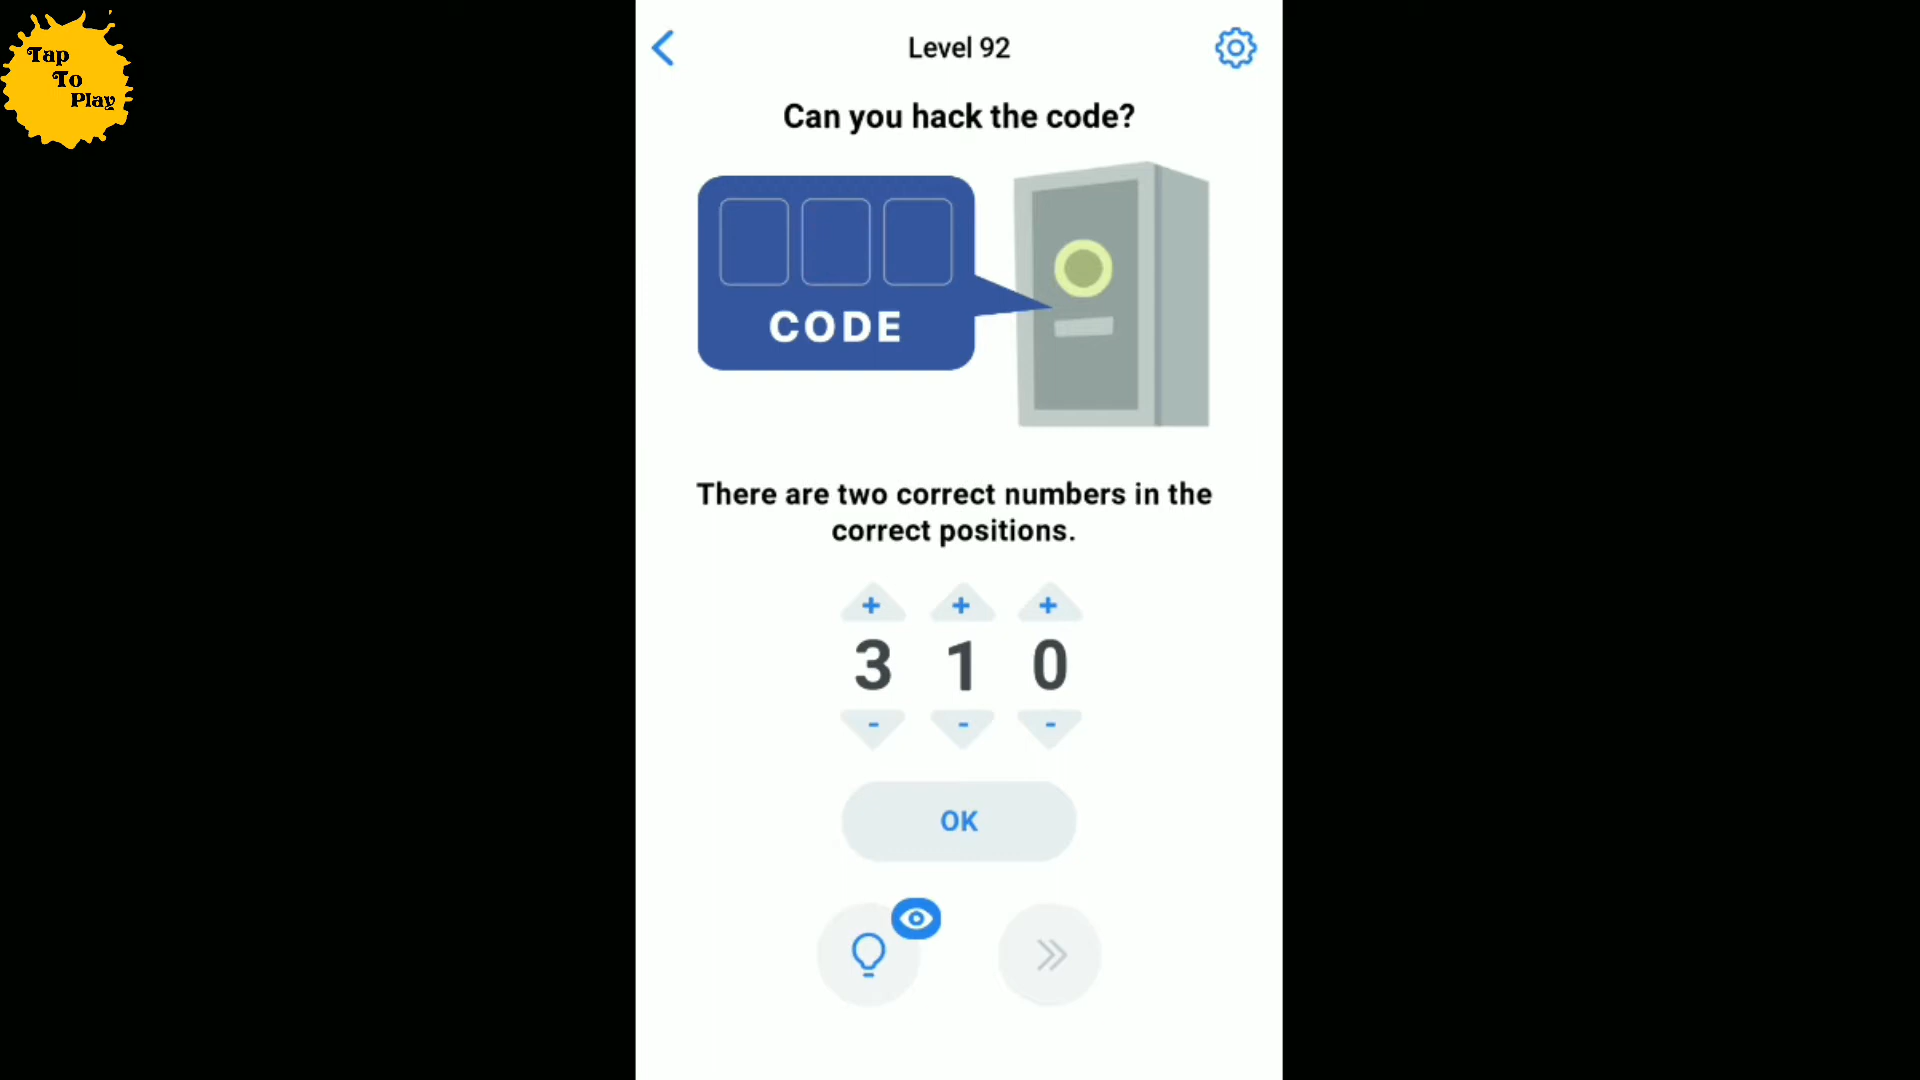 Tap
To
Play
Level 92
Can you hack the code?
CODE
There are two correct numbers in the
correct positions.
+ + +
3 1 0
- - -
OK